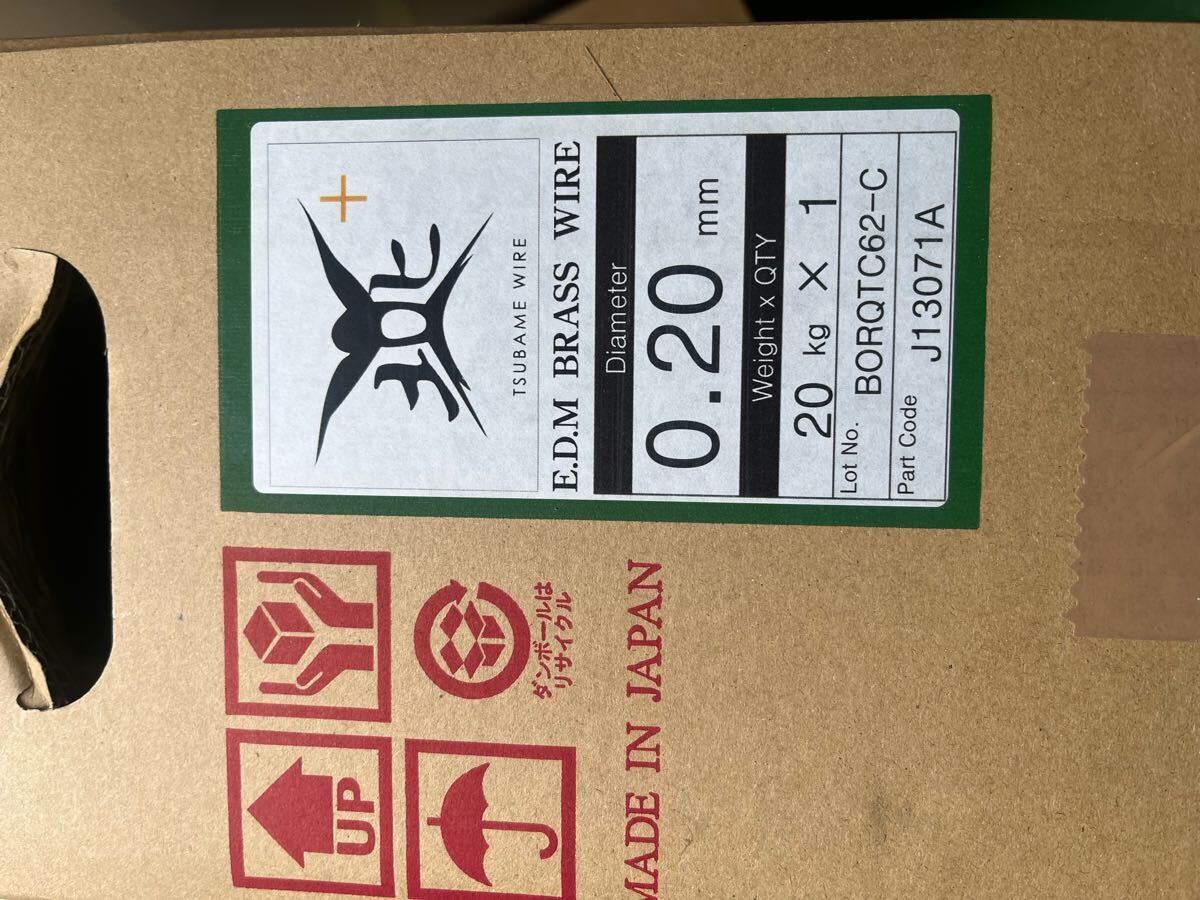 +
TSUBAME WIRE
E.D.M BRASS WIRE
Diameter
0.20 mm
Weight x QTY
20 kg × 1
Lot No.
BORQTC62-C
Part Code
J13071A
UP
ダンボールは
リサイクル
MADE IN JAPAN